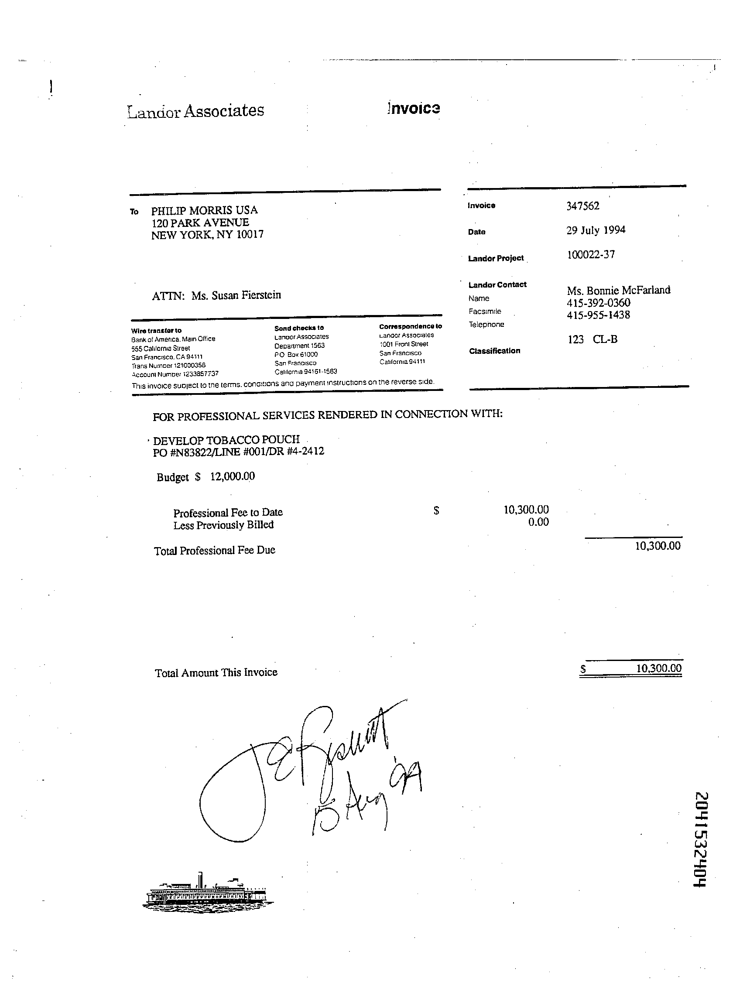 Landor Associates
Invoice
To PHILIP MORRIS USA
120 PARK AVENUE
NEW YORK, NY 10017
ATTN: Ms. Susan Fierstein
Invoice 347562
Date 29 July 1994
Landor Project 100022-37
Landor Contact
Name Ms. Bonnie McFarland
Facsimile 415-392-0360
Telephone 415-955-1438
Classification 123 CL-B
Wire transfer to
Bank of America, Main Office
555 California Street
San Francisco, CA 94111
Trans Number 121000358
Account Number 1233857737
Send checks to
Landor Associates
Department 1563
P.O. Box 61000
San Francisco
California 94161-1563
Correspondence to
Landor Associates
1001 Front Street
San Francisco
California 94111
This invoice subject to the terms, conditions and payment instructions on the reverse side.
FOR PROFESSIONAL SERVICES RENDERED IN CONNECTION WITH:
DEVELOP TOBACCO POUCH
PO #N83822/LINE #001/DR #4-2412
Budget $ 12,000.00
Professional Fee to Date $ 10,300.00
Less Previously Billed 0.00
Total Professional Fee Due 10,300.00
Total Amount This Invoice $ 10,300.00
15 Aug '94
2041532404